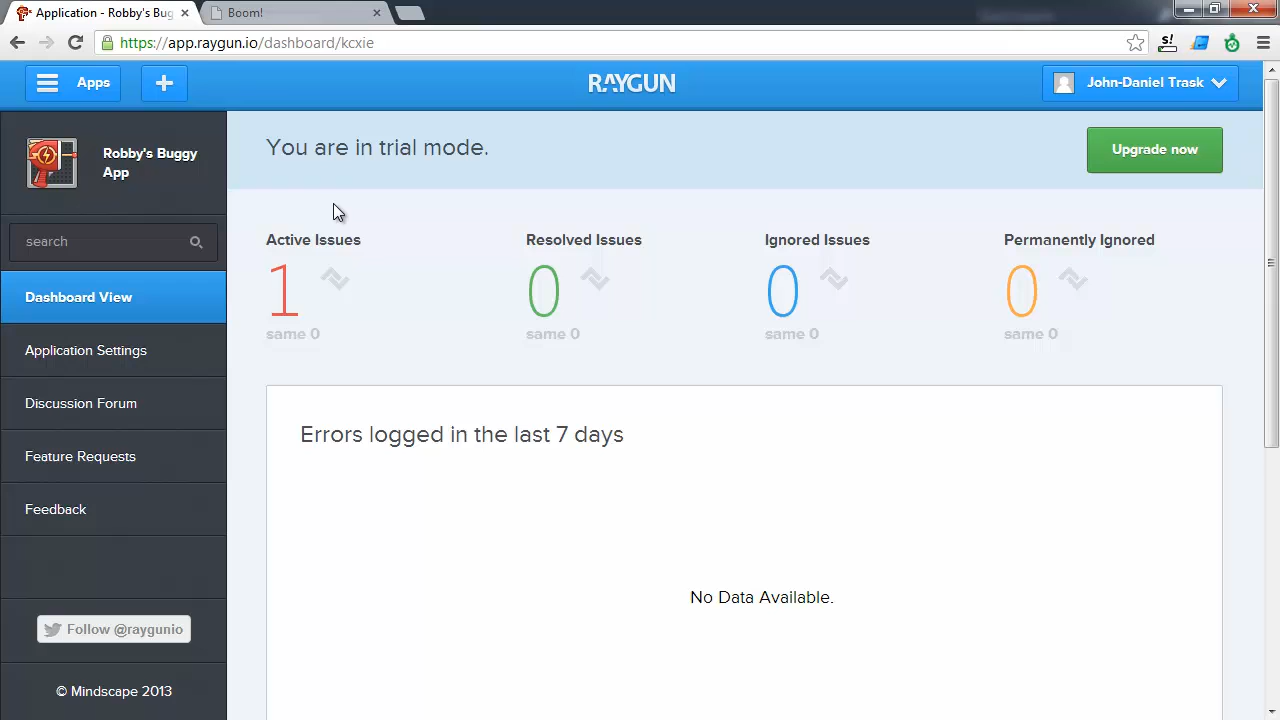 Application - Robby's Bug
Boom!
https://app.raygun.io/dashboard/kcxie
S!
Apps
RAYGUN
John-Daniel Trask
Robby's Buggy
App
You are in trial mode.
Upgrade now
search
Dashboard View
Application Settings
Discussion Forum
Feature Requests
Feedback
Follow @raygunio
© Mindscape 2013
Active Issues
1
same 0
Resolved Issues
0
same 0
Ignored Issues
0
same 0
Permanently Ignored
0
same 0
Errors logged in the last 7 days
No Data Available.